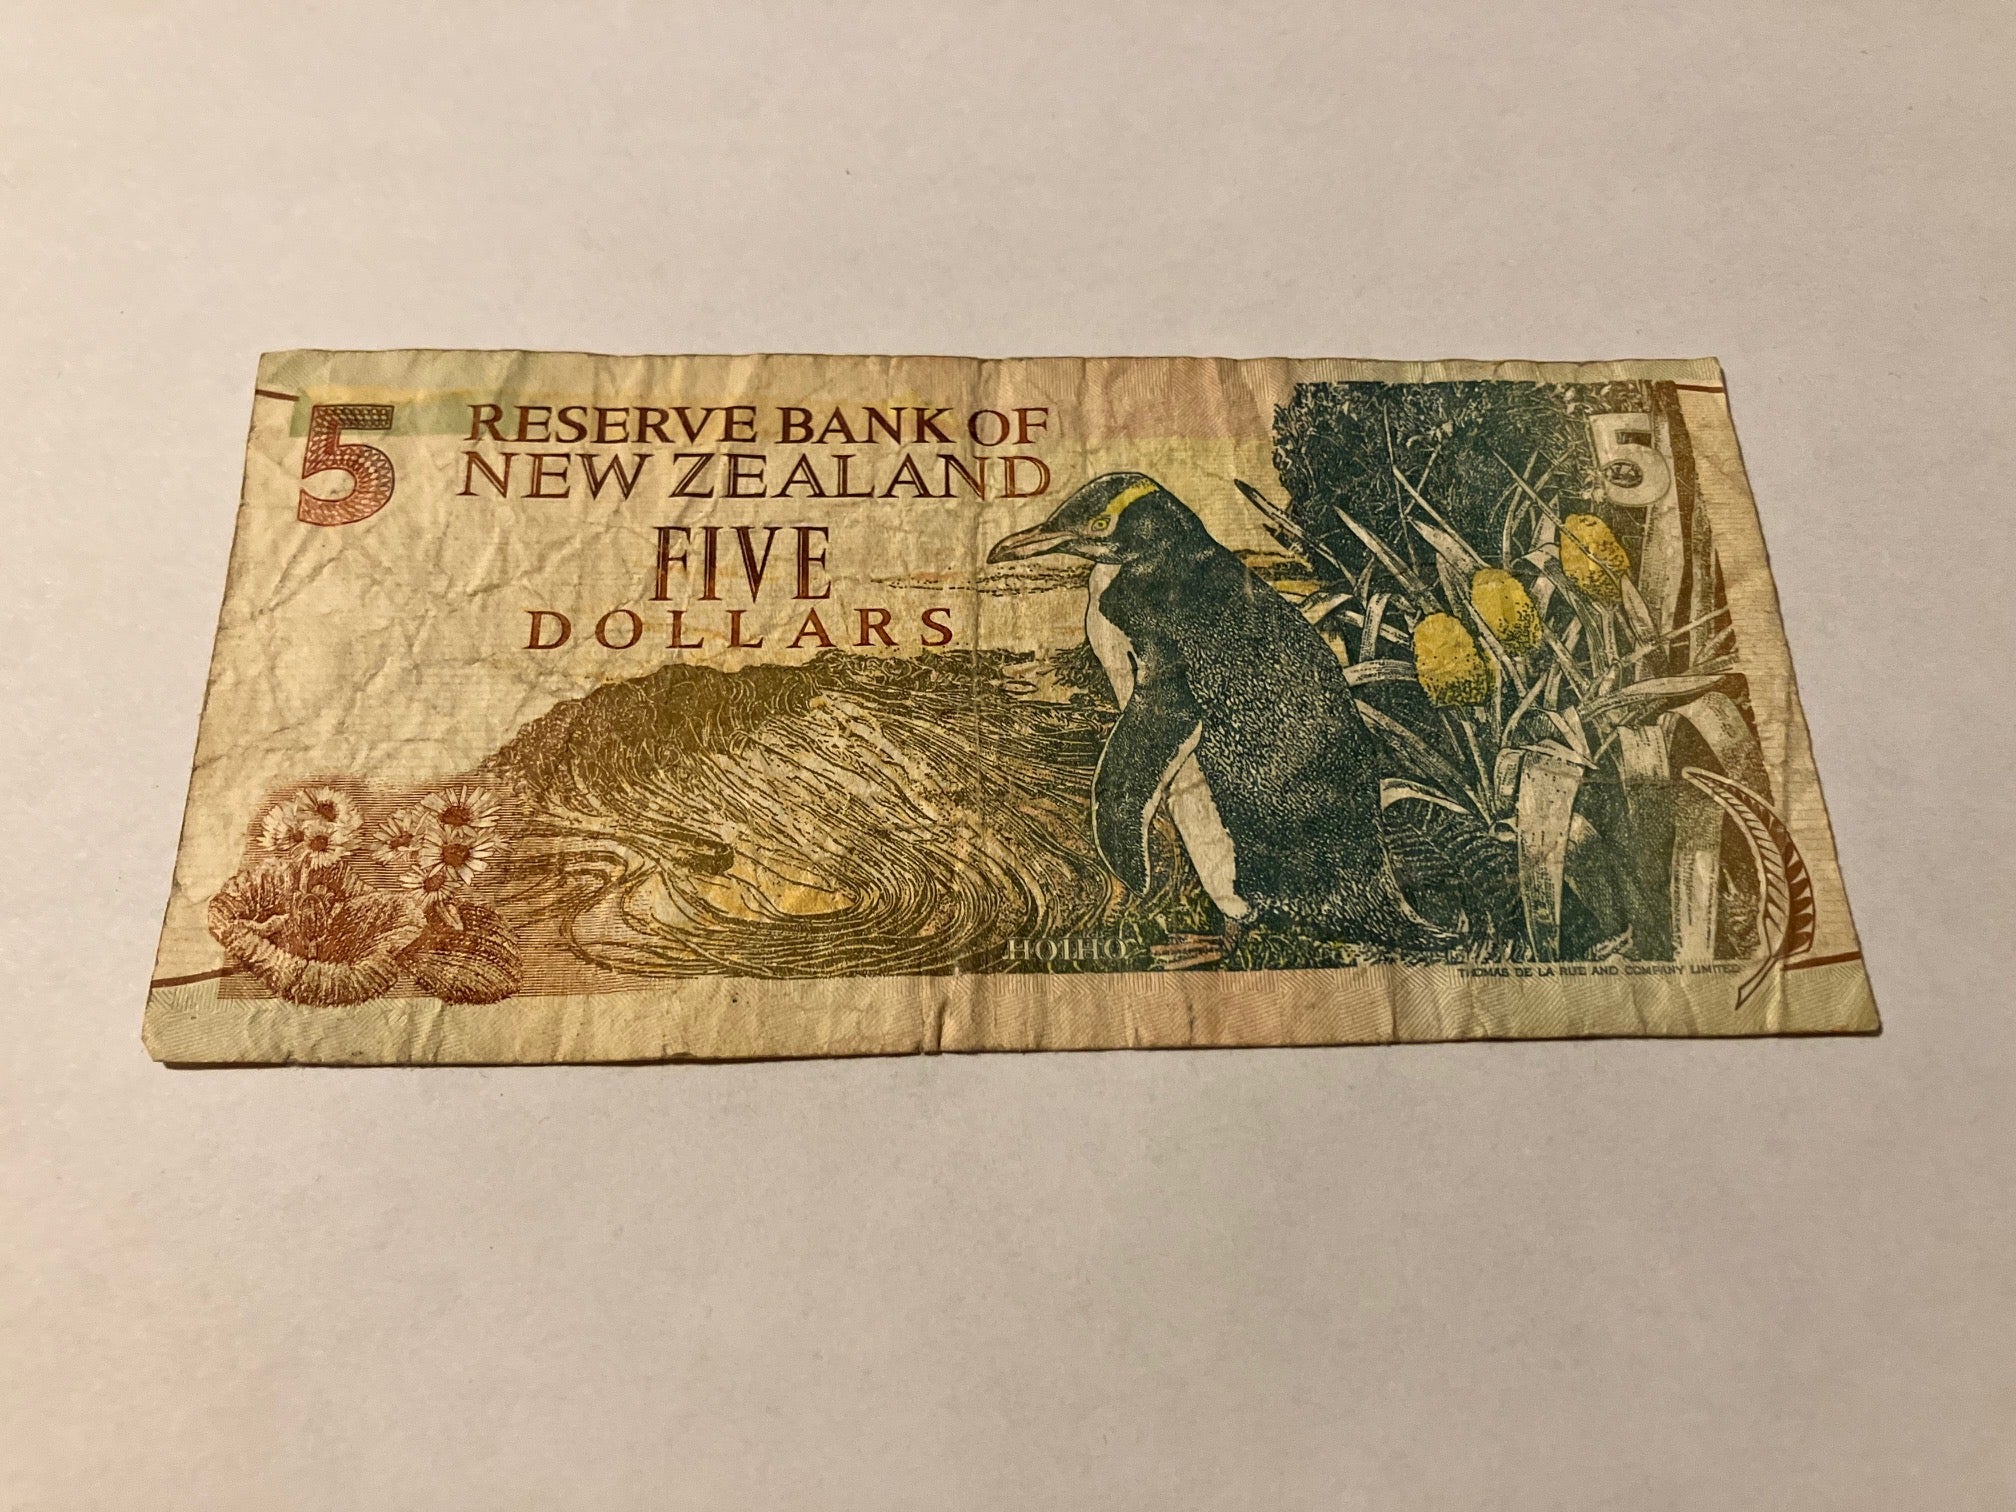 5
RESERVE BANK OF
NEW ZEALAND
FIVE
DOLLARS
5
HOIHO
THOMAS DE LA RUE AND COMPANY LIMITED